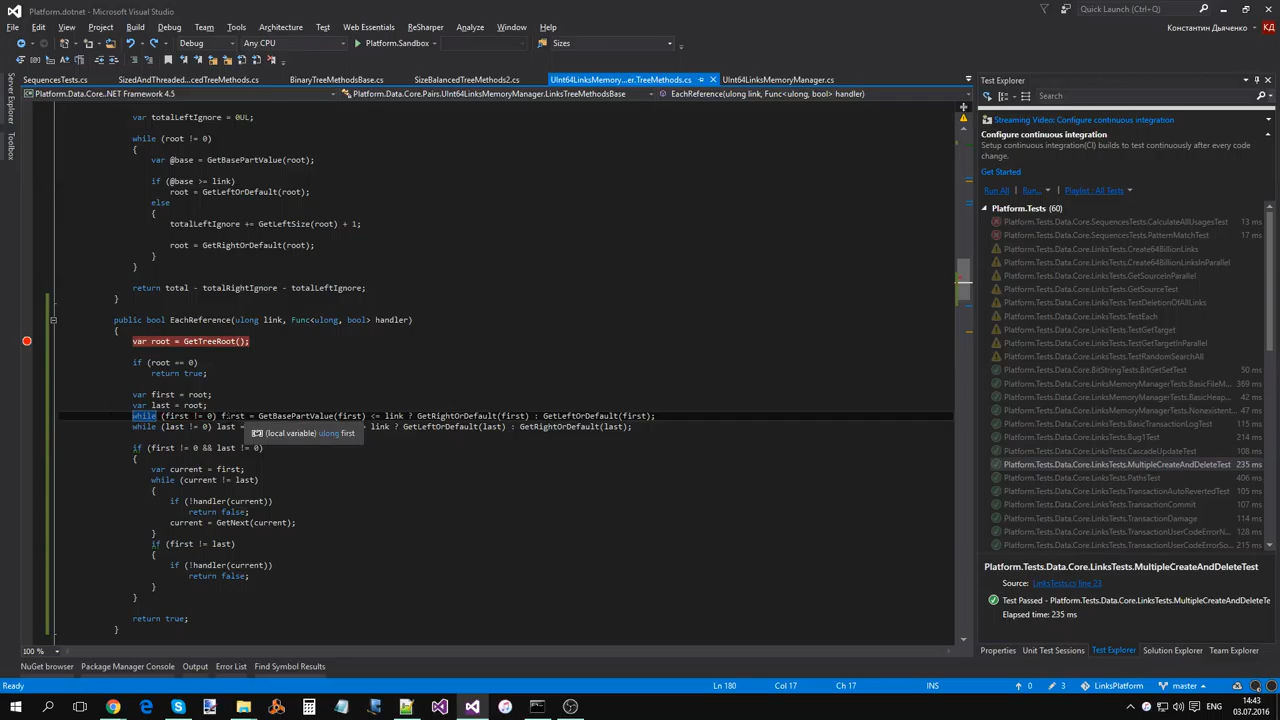 Platform.dotnet - Microsoft Visual Studio
Quick Launch (Ctrl+Q)
File Edit View Project Build Debug Team Tools Test Web Essentials ReSharper Analyze Window Help
Константин Дьяченко КД
Debug Any CPU Platform.Sandbox Sizes
SequencesTests.cs SizedAndThreaded...cedTreeMethods.cs BinaryTreeMethodsBase.cs SizeBalancedTreeMethods2.cs UInt64LinksMemory...er.TreeMethods.cs UInt64LinksMemoryManager.cs
Platform.Data.Core..NET Framework 4.5 Platform.Data.Core.Pairs.UInt64LinksMemoryManager.LinksTreeMethodsBase EachReference(ulong link, Func<ulong, bool> handler)
Server Explorer
Toolbox
var totalLeftIgnore = 0UL;
while (root != 0)
{
var @base = GetBasePartValue(root);
if (@base >= link)
root = GetLeftOrDefault(root);
else
{
totalLeftIgnore += GetLeftSize(root) + 1;
root = GetRightOrDefault(root);
}
}
return total - totalRightIgnore - totalLeftIgnore;
}
public bool EachReference(ulong link, Func<ulong, bool> handler)
{
var root = GetTreeRoot();
if (root == 0)
return true;
var first = root;
var last = root;
while (first != 0) first = GetBasePartValue(first) <= link ? GetRightOrDefault(first) : GetLeftOrDefault(first);
while (last != 0) last = link ? GetLeftOrDefault(last) : GetRightOrDefault(last);
(local variable) ulong first
if (first != 0 && last != 0)
{
var current = first;
while (current != last)
{
if (!handler(current))
return false;
current = GetNext(current);
}
if (first != last)
{
if (!handler(current))
return false;
}
}
return true;
}
100 %
Test Explorer
Search
Streaming Video: Configure continuous integration
Configure continuous integration
Setup continuous integration(CI) builds to test continuously after every code
change.
Get Started
Run All Run... Playlist : All Tests
Platform.Tests (60)
Platform.Tests.Data.Core.SequencesTests.CalculateAllUsagesTest 13 ms
Platform.Tests.Data.Core.SequencesTests.PatternMatchTest 17 ms
Platform.Tests.Data.Core.LinksTests.Create64BillionLinks
Platform.Tests.Data.Core.LinksTests.Create64BillionLinksInParallel
Platform.Tests.Data.Core.LinksTests.GetSourceInParallel
Platform.Tests.Data.Core.LinksTests.GetSourceTest
Platform.Tests.Data.Core.LinksTests.TestDeletionOfAllLinks
Platform.Tests.Data.Core.LinksTests.TestEach
Platform.Tests.Data.Core.LinksTests.TestGetTarget
Platform.Tests.Data.Core.LinksTests.TestGetTargetInParallel
Platform.Tests.Data.Core.LinksTests.TestRandomSearchAll
Platform.Tests.Data.Core.BitStringTests.BitGetSetTest 50 ms
Platform.Tests.Data.Core.LinksMemoryManagerTests.BasicFileM... 369 ms
Platform.Tests.Data.Core.LinksMemoryManagerTests.BasicHeap... 9 ms
Platform.Tests.Data.Core.LinksMemoryManagerTests.Nonexistent...
Platform.Tests.Data.Core.LinksTests.BasicTransactionLogTest 215 ms
Platform.Tests.Data.Core.LinksTests.Bug1Test 214 ms
Platform.Tests.Data.Core.LinksTests.CascadeUpdateTest 108 ms
Platform.Tests.Data.Core.LinksTests.MultipleCreateAndDeleteTest 235 ms
Platform.Tests.Data.Core.LinksTests.PathsTest 406 ms
Platform.Tests.Data.Core.LinksTests.TransactionAutoRevertedTest 105 ms
Platform.Tests.Data.Core.LinksTests.TransactionCommit 107 ms
Platform.Tests.Data.Core.LinksTests.TransactionDamage 114 ms
Platform.Tests.Data.Core.LinksTests.TransactionUserCodeErrorN... 128 ms
Platform.Tests.Data.Core.LinksTests.TransactionUserCodeErrorSo... 215 ms
Platform.Tests.Data.Core.LinksTests.MultipleCreateAndDeleteTest
Source: LinksTests.cs line 23
Test Passed - Platform.Tests.Data.Core.LinksTests.MultipleCreateAndDeleteTe
Elapsed time: 235 ms
Properties Unit Test Sessions Test Explorer Solution Explorer Team Explorer
NuGet browser Package Manager Console Output Error List Find Symbol Results
Ready Ln 180 Col 17 Ch 17 INS 0 3 LinksPlatform master
ENG 14:43
03.07.2016